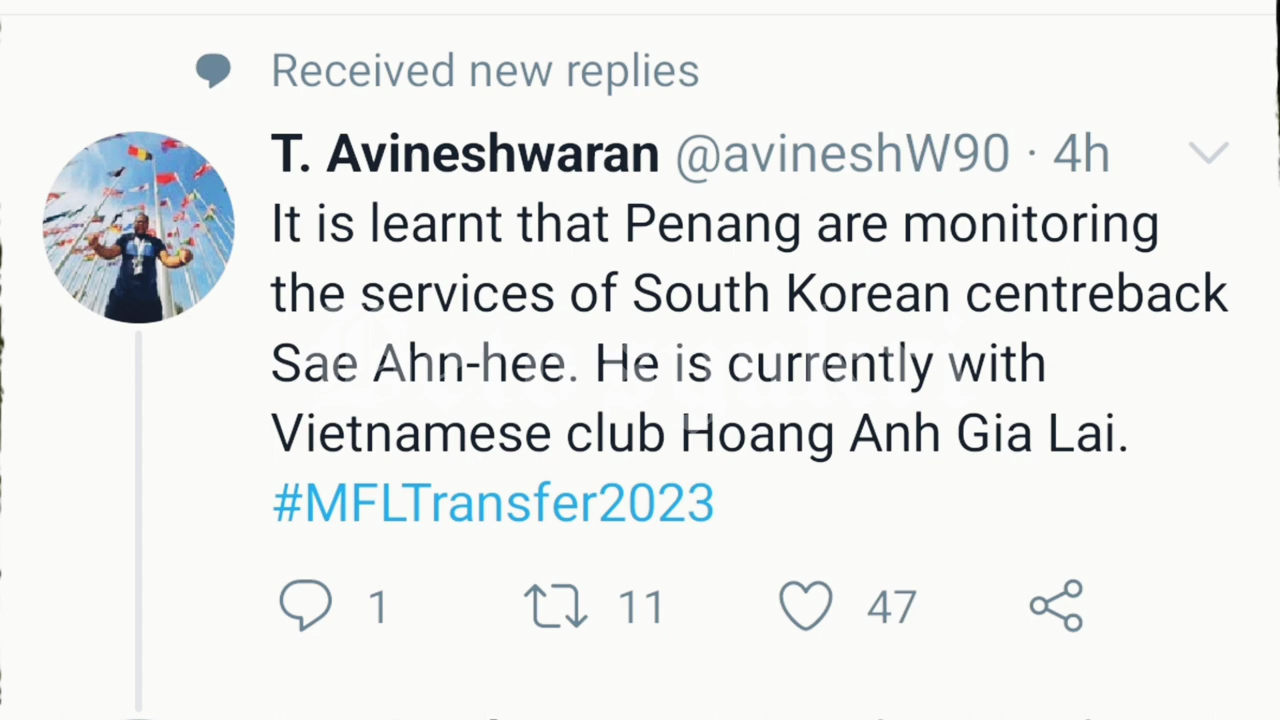 Received new replies
T. Avineshwaran @avineshW90 · 4h
It is learnt that Penang are monitoring
the services of South Korean centreback
Sae Ahn-hee. He is currently with
Vietnamese club Hoang Anh Gia Lai.
#MFLTransfer2023
1 11 47